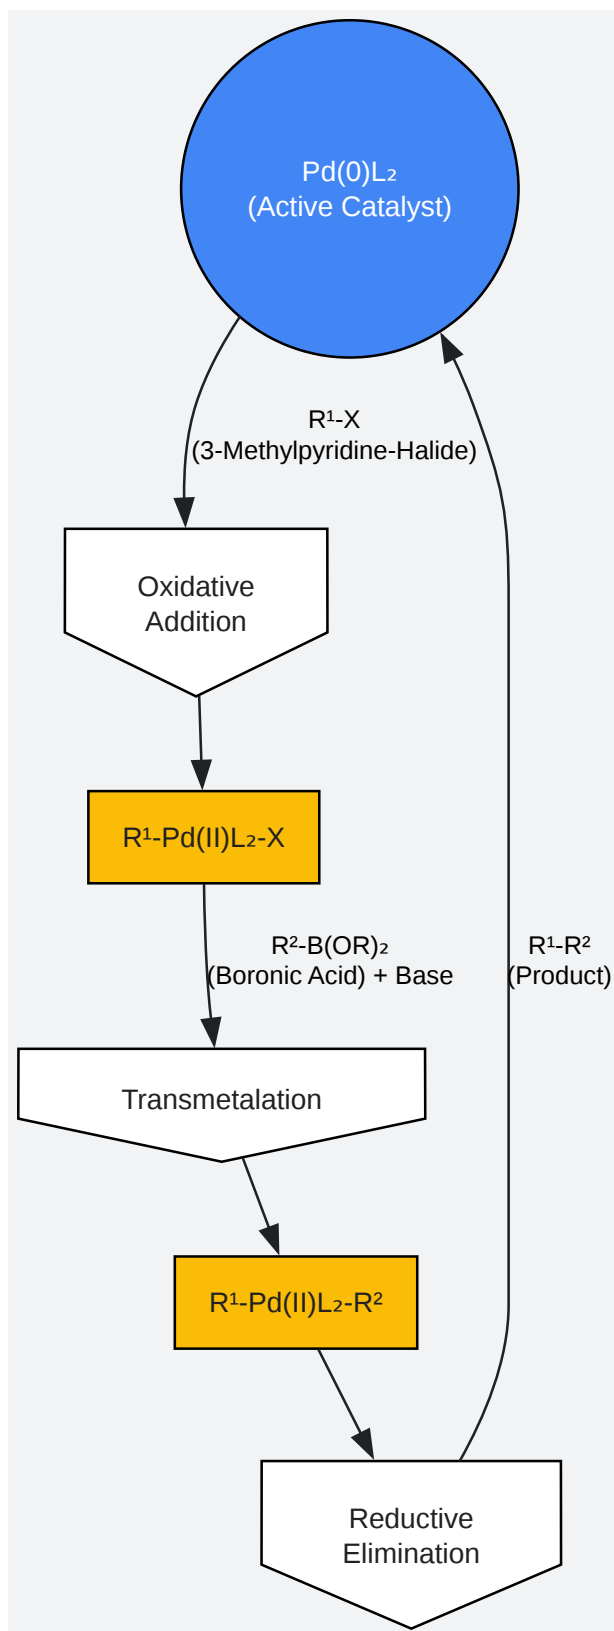 Pd(0)L₂
(Active Catalyst)
R¹-X
(3-Methylpyridine-Halide)
Oxidative
Addition
R¹-Pd(II)L₂-X
R²-B(OR)₂
(Boronic Acid) + Base
R¹-R²
(Product)
Transmetalation
R¹-Pd(II)L₂-R²
Reductive
Elimination